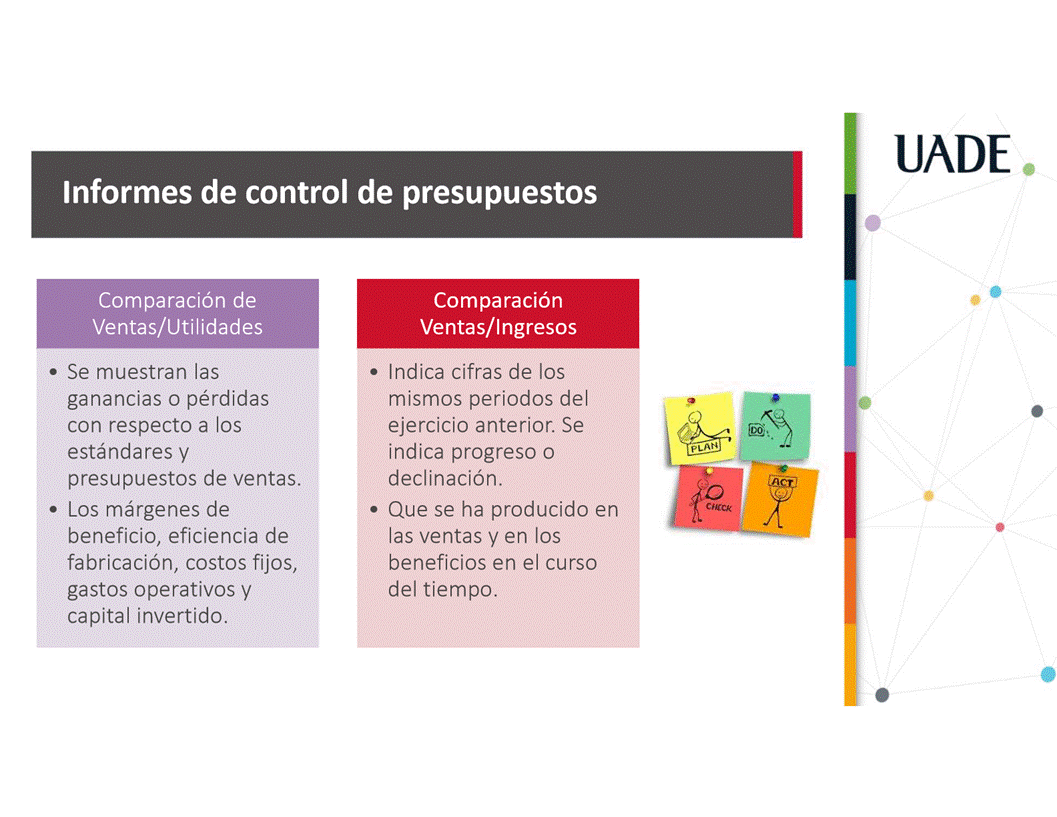 UADE
Informes de control de presupuestos
Comparación de
Ventas/Utilidades
• Se muestran las
ganancias o pérdidas
con respecto a los
estándares y
presupuestos de ventas.
• Los márgenes de
beneficio, eficiencia de
fabricación, costos fijos,
gastos operativos y
capital invertido.
Comparación
Ventas/Ingresos
• Indica cifras de los
mismos periodos del
ejercicio anterior. Se
indica progreso o
declinación.
• Que se ha producido en
las ventas y en los
beneficios en el curso
del tiempo.
PLAN
DO
CHECK
ACT